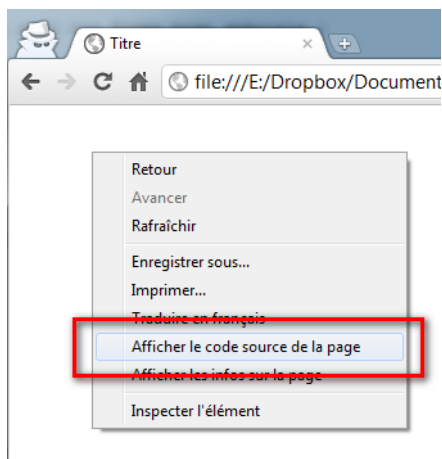 Titre
file:///E:/Dropbox/Document
Retour
Avancer
Rafraîchir
Enregistrer sous...
Imprimer...
Traduire en français
Afficher le code source de la page
Afficher les infos sur la page
Inspecter l'élément